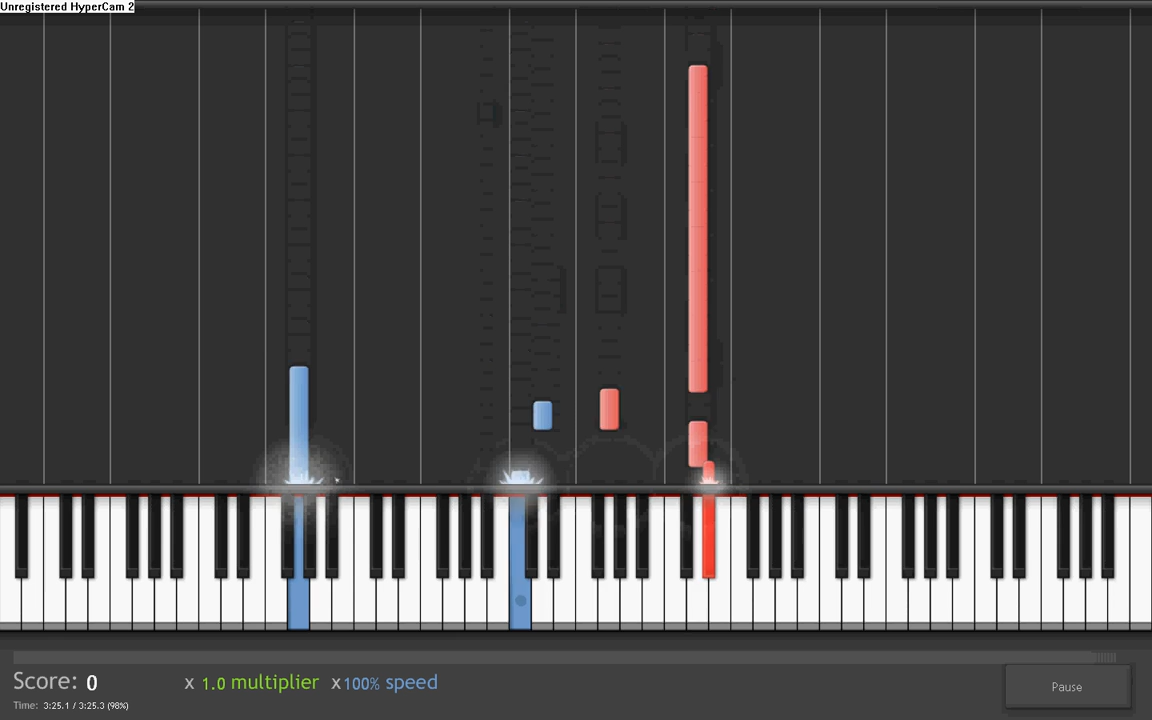 Unregistered HyperCam 2
Score: 0 x 1.0 multiplier x100% speed
Pause
Time: 3:25.1 / 3:25.3 (98%)